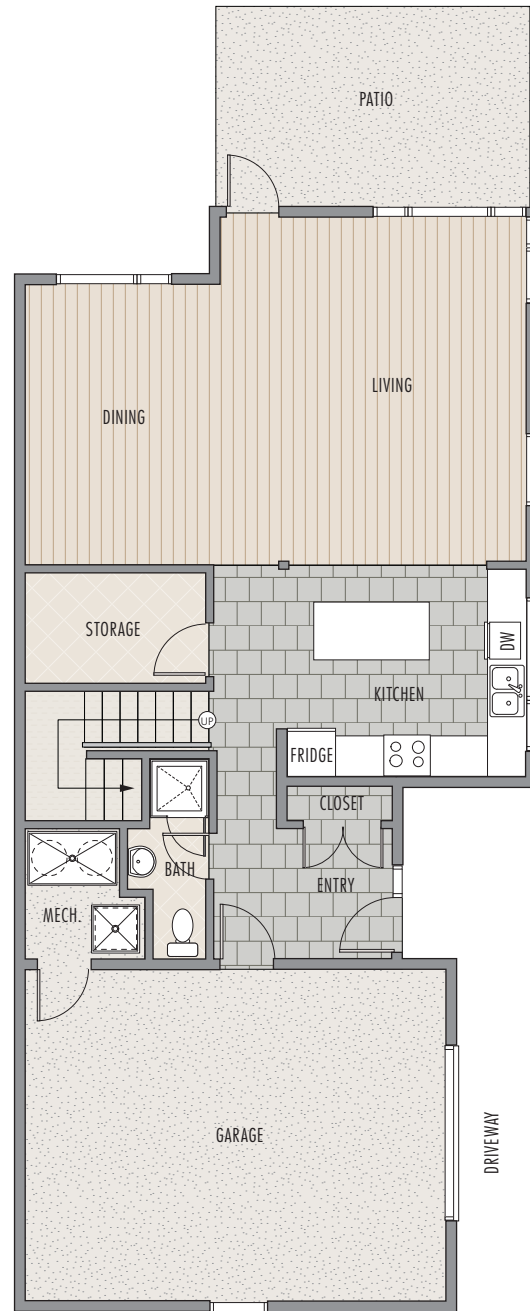 PATIO
LIVING
DINING
STORAGE
DW
KITCHEN
UP
FRIDGE
CLOSET
BATH
ENTRY
MECH.
GARAGE
DRIVEWAY